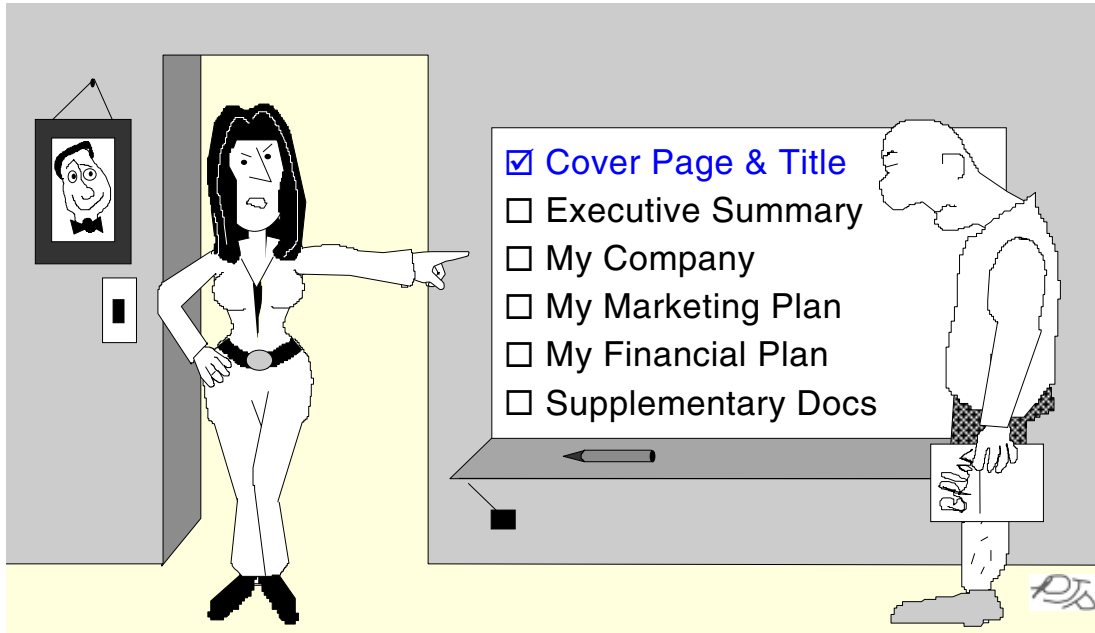 Cover Page & Title
Executive Summary
My Company
My Marketing Plan
My Financial Plan
Supplementary Docs